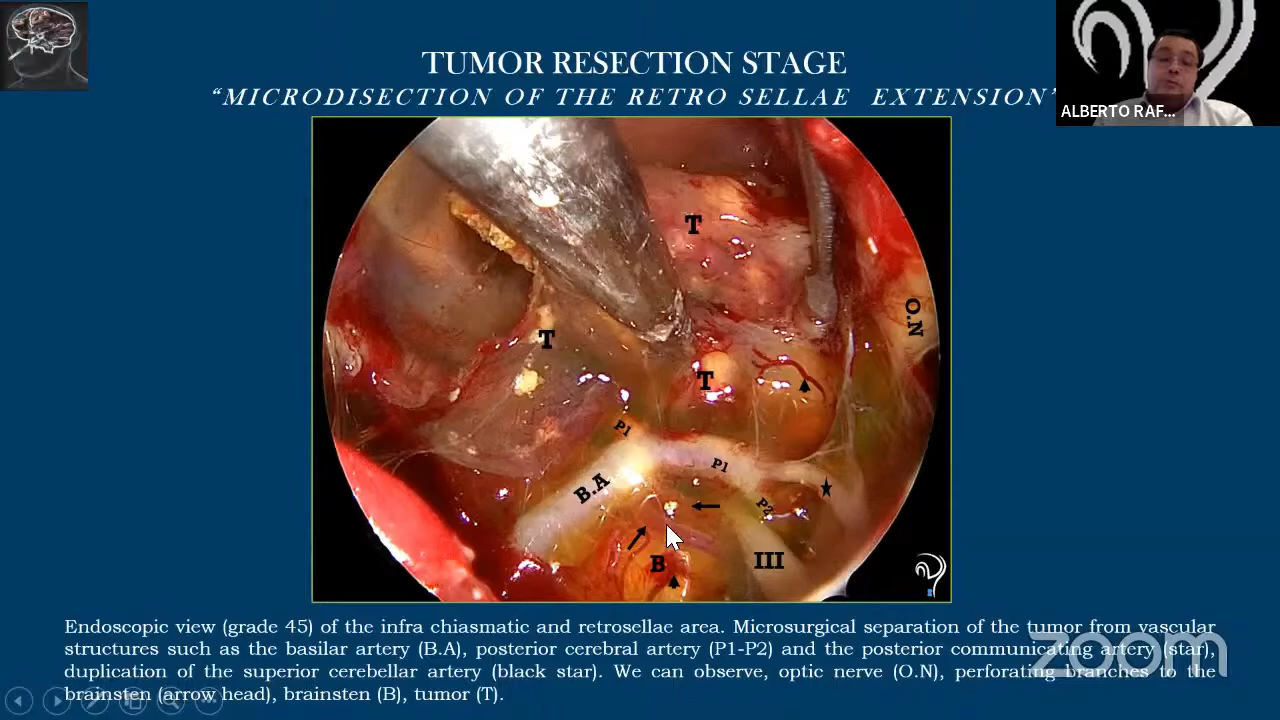 TUMOR RESECTION STAGE
“MICRODISECTION OF THE RETRO SELLAE EXTENSION”
ALBERTO RAF...
T
O.N
T
T
P1
P1
B.A
P2
B
III
Endoscopic view (grade 45) of the infra chiasmatic and retrosellae area. Microsurgical separation of the tumor from vascular
structures such as the basilar artery (B.A), posterior cerebral artery (P1-P2) and the posterior communicating artery (star),
duplication of the superior cerebellar artery (black star). We can observe, optic nerve (O.N), perforating branches to the
brainsten (arrow head), brainsten (B), tumor (T).
zoom